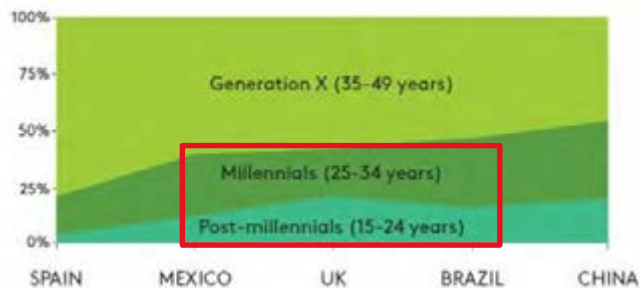 100%
75%
Generation X (35-49 years)
50%
Millennials (25-34 years)
25%
Post-millennials (15-24 years)
0%
SPAIN MEXICO UK BRAZIL CHINA